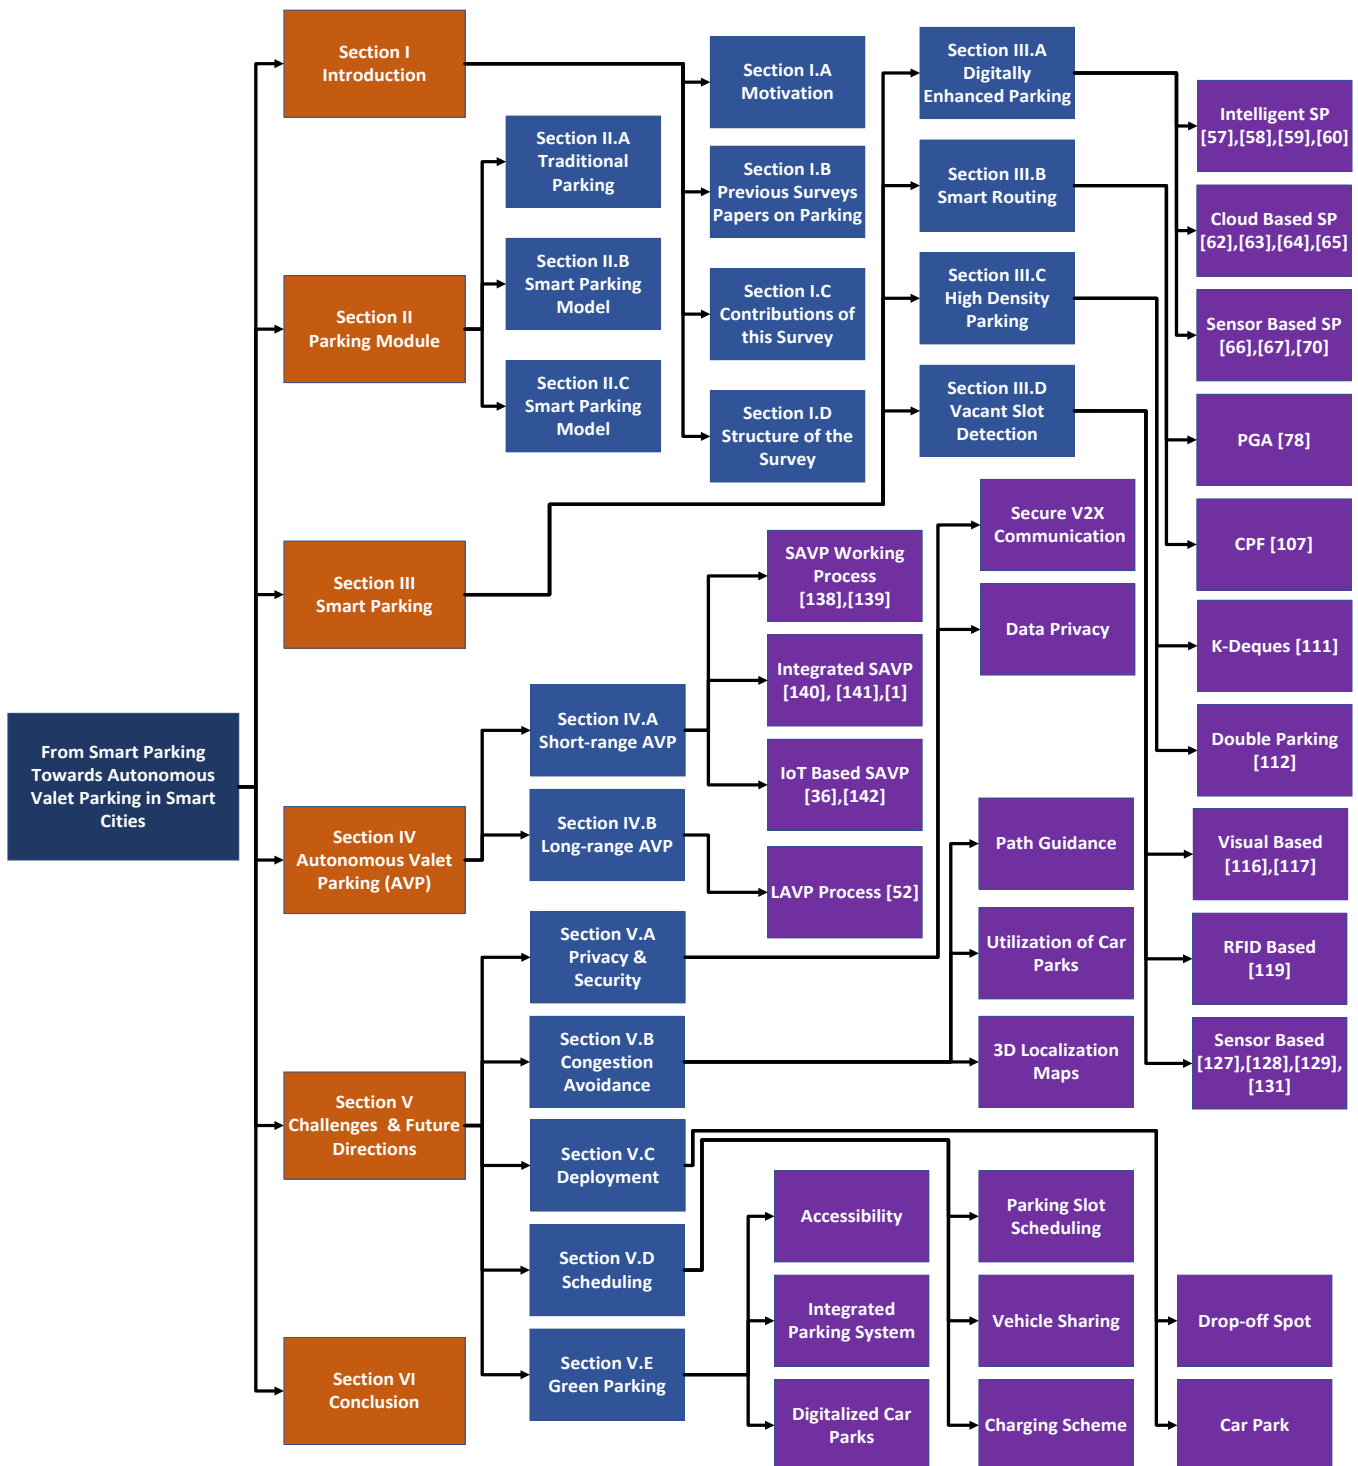 From Smart Parking
Towards Autonomous
Valet Parking in Smart
Cities
Section I
Introduction
Section I.A
Motivation
Section I.B
Previous Surveys
Papers on Parking
Section I.C
Contributions of
this Survey
Section I.D
Structure of the
Survey
Section II
Parking Module
Section II.A
Traditional
Parking
Section II.B
Smart Parking
Model
Section II.C
Smart Parking
Model
Section III
Smart Parking
Section III.A
Digitally
Enhanced Parking
Intelligent SP
[57],[58],[59],[60]
Cloud Based SP
[62],[63],[64],[65]
Sensor Based SP
[66],[67],[70]
Section III.B
Smart Routing
PGA [78]
CPF [107]
Section III.C
High Density
Parking
K-Deques [111]
Double Parking
[112]
Section III.D
Vacant Slot
Detection
Visual Based
[116],[117]
RFID Based
[119]
Sensor Based
[127],[128],[129],
[131]
Section IV
Autonomous Valet
Parking (AVP)
Section IV.A
Short-range AVP
SAVP Working
Process
[138],[139]
Integrated SAVP
[140], [141],[1]
IoT Based SAVP
[36],[142]
Section IV.B
Long-range AVP
LAVP Process [52]
Section V
Challenges  & Future
Directions
Section V.A
Privacy &
Security
Secure V2X
Communication
Data Privacy
Section V.B
Congestion
Avoidance
Path Guidance
Utilization of Car
Parks
3D Localization
Maps
Section V.C
Deployment
Drop-off Spot
Car Park
Section V.D
Scheduling
Parking Slot
Scheduling
Vehicle Sharing
Charging Scheme
Section V.E
Green Parking
Accessibility
Integrated
Parking System
Digitalized Car
Parks
Section VI
Conclusion